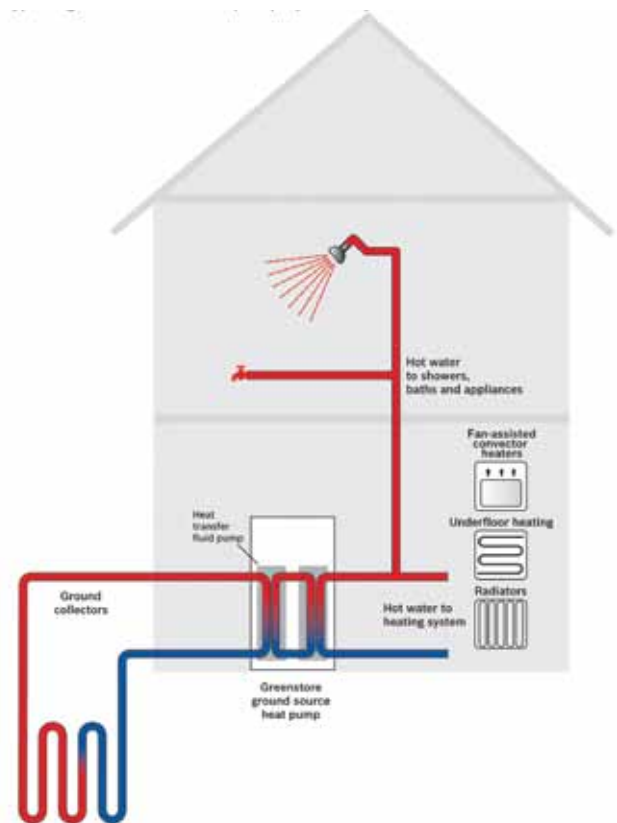 Hot water
to showers,
baths and appliances
Fan-assisted
convector
heaters
Underfloor heating
Radiators
Heat
transfer
fluid pump
Ground
collectors
Hot water to
heating system
Greenstore
ground source
heat pump